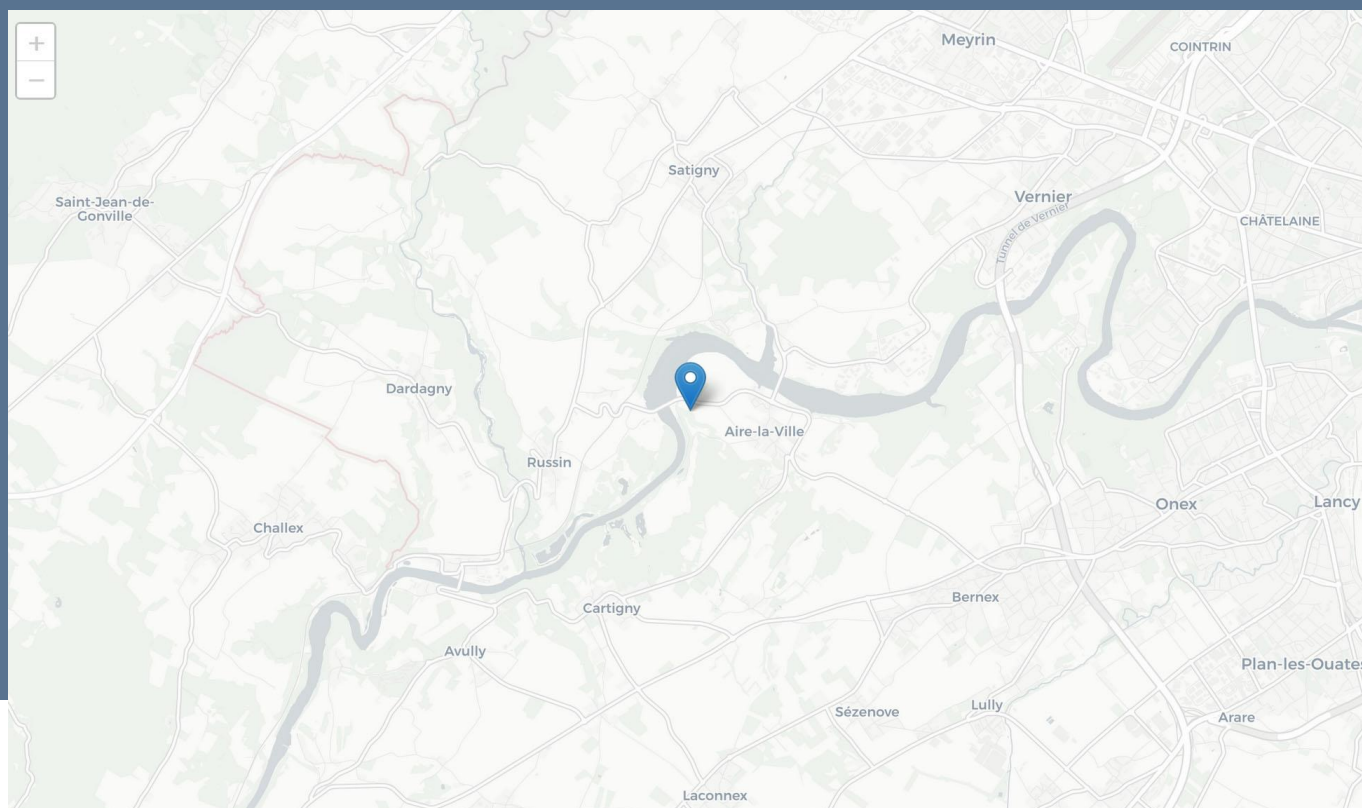 +
−
Meyrin
COINTRIN
Satigny
Saint-Jean-de-
Gonville
Vernier
Tunnel de Vernier
CHÂTELAINE
Dardagny
Aire-la-Ville
Russin
Onex
Lancy
Challex
Bernex
Cartigny
Avully
Plan-les-Ouates
Sézenove
Lully
Arare
Laconnex